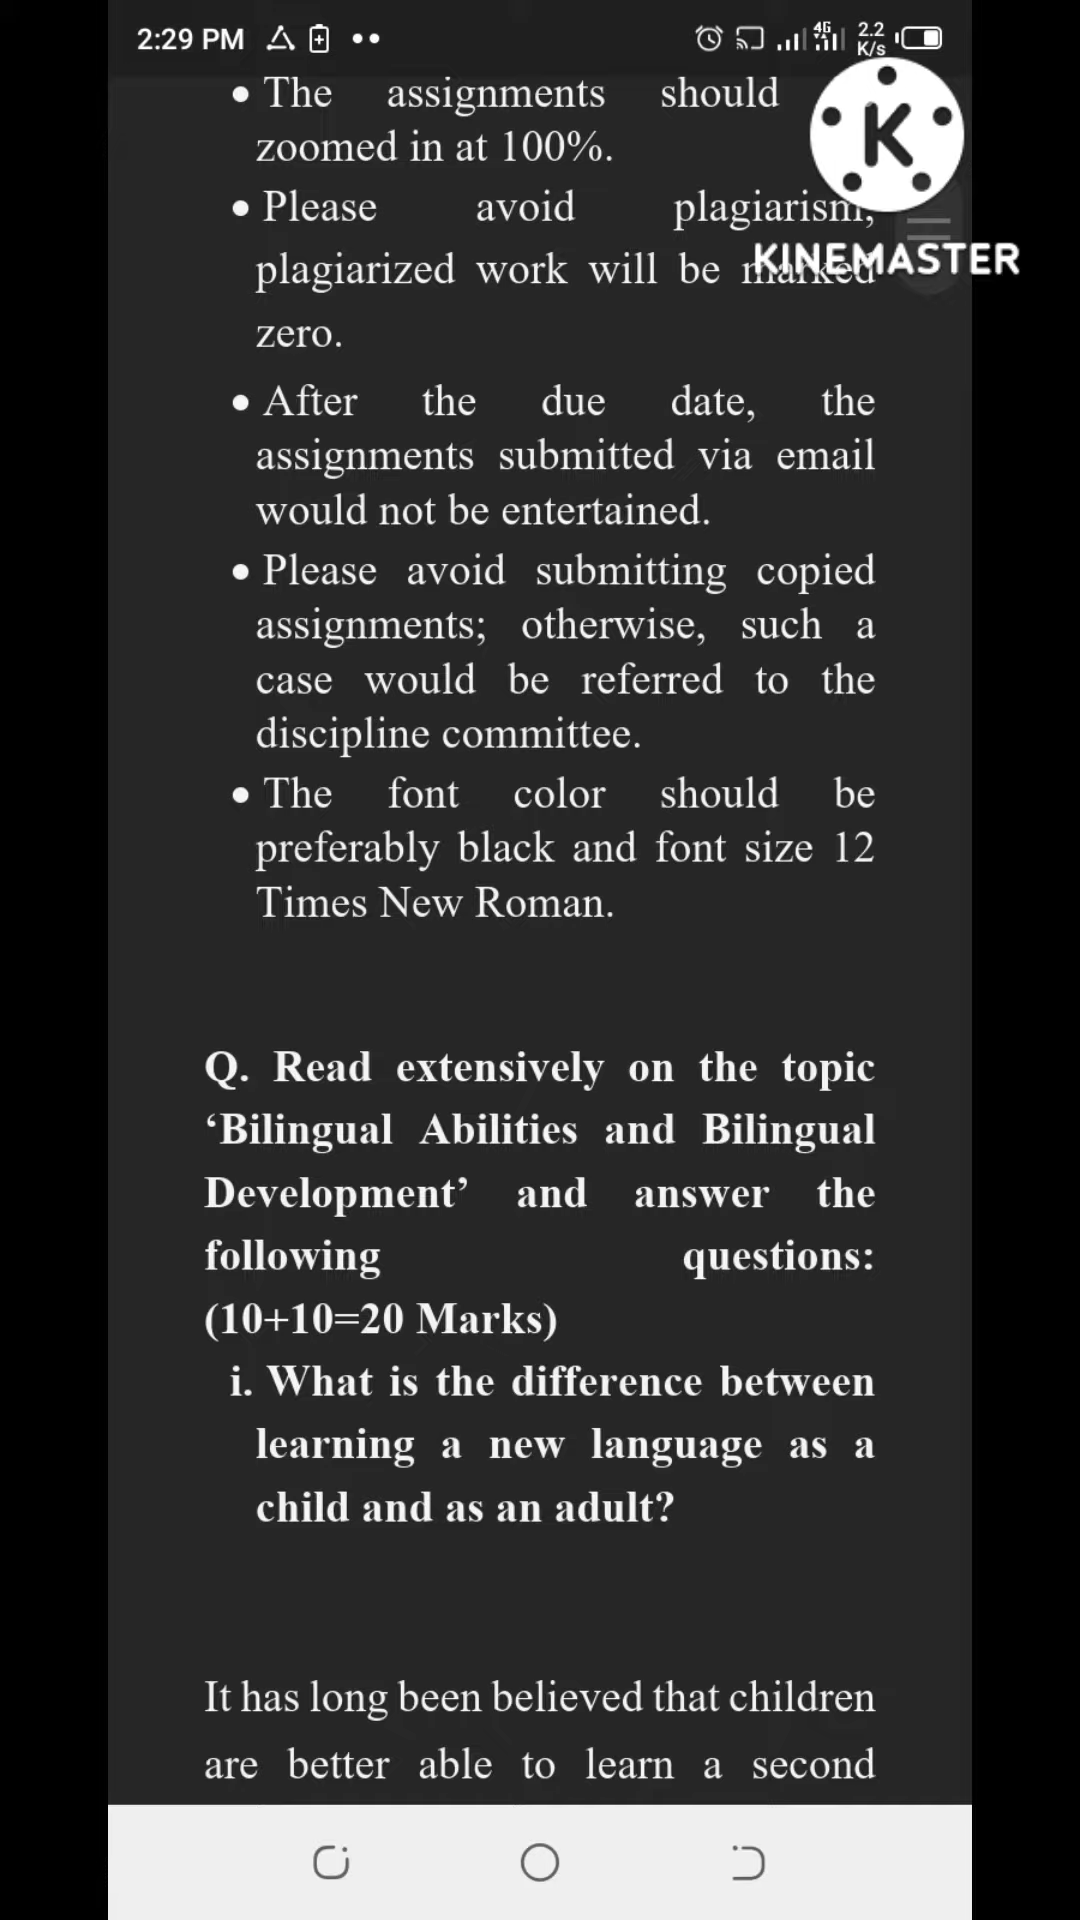 2:29 PM
4G 2.2 K/s
• The assignments should
zoomed in at 100%.
• Please avoid plagiarism,
plagiarized work will be marked
zero.
K
KINEMASTER
• After the due date, the
assignments submitted via email
would not be entertained.
• Please avoid submitting copied
assignments; otherwise, such a
case would be referred to the
discipline committee.
• The font color should be
preferably black and font size 12
Times New Roman.
Q. Read extensively on the topic
‘Bilingual Abilities and Bilingual
Development’ and answer the
following questions:
(10+10=20 Marks)
i. What is the difference between
learning a new language as a
child and as an adult?
It has long been believed that children
are better able to learn a second